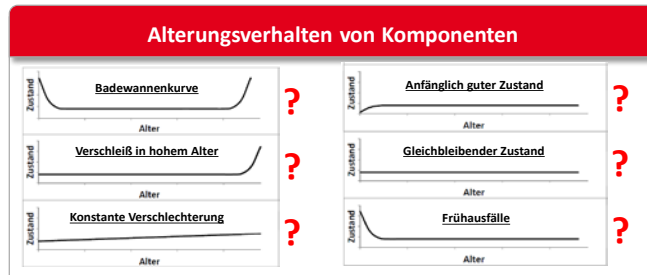 Alterungsverhalten von Komponenten
Zustand
Badewannenkurve
Alter
?
Zustand
Verschleiß in hohem Alter
Alter
?
Zustand
Konstante Verschlechterung
Alter
?
Zustand
Anfänglich guter Zustand
Alter
?
Zustand
Gleichbleibender Zustand
Alter
?
Zustand
Frühausfälle
Alter
?